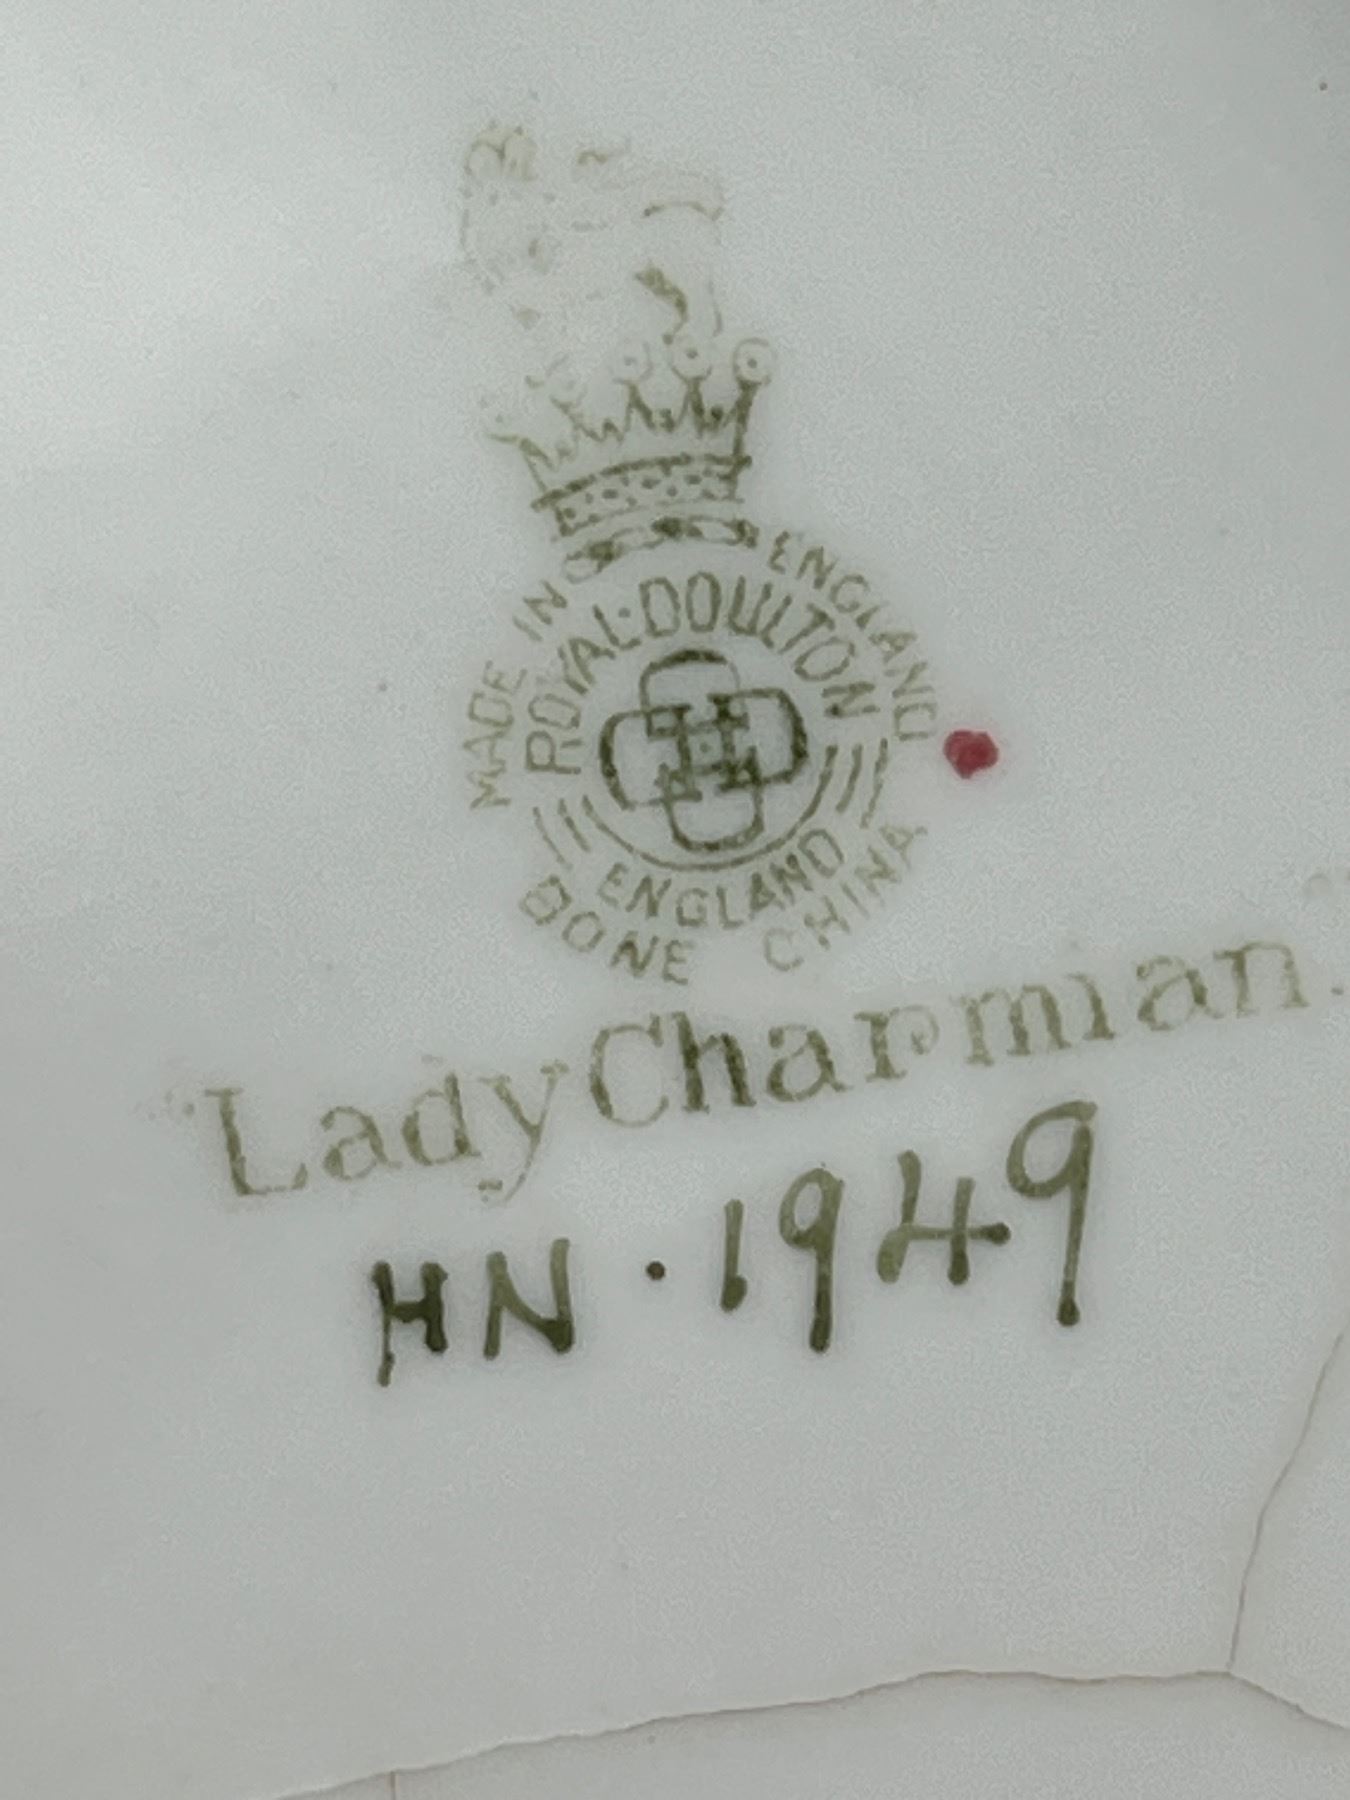 MADE IN ENGLAND
ROYAL·DOULTON
ENGLAND
BONE CHINA
"Lady Charmian."
HN·1949